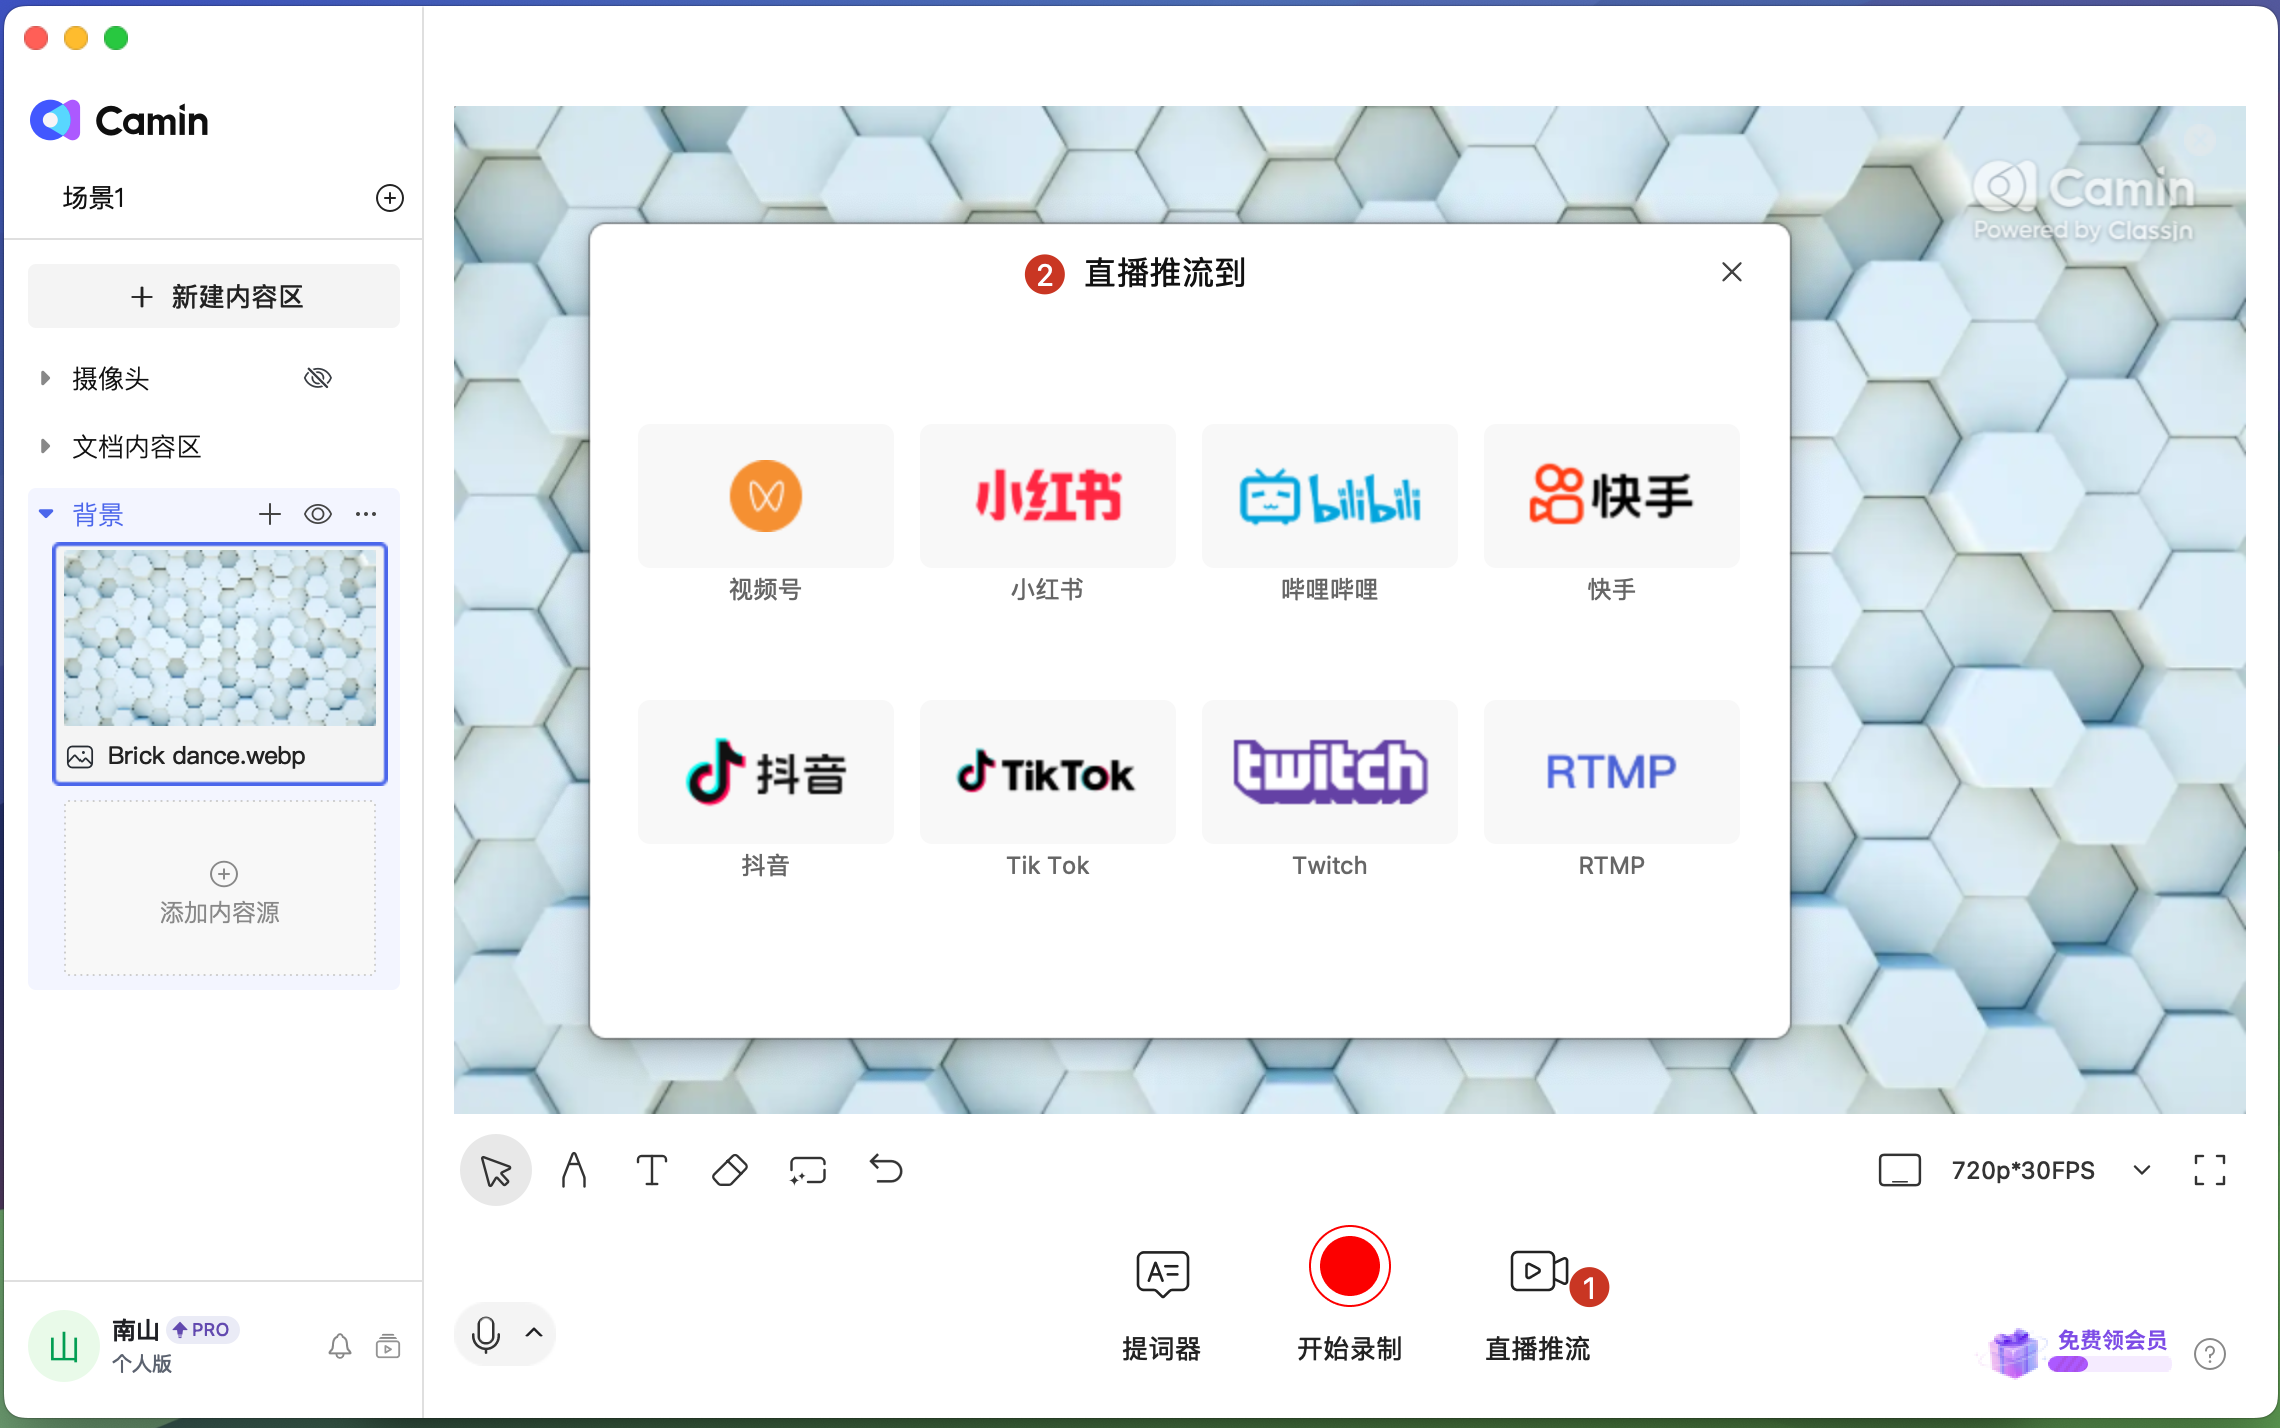 Camin
场景1
新建内容区
摄像头
文档内容区
背景
Brick dance.webp
添加内容源
山
南山 PRO
个人版
Camin
Powered by ClassIn
2 直播推流到
小红书 bilibili 快手
视频号 小红书 哔哩哔哩 快手
抖音 TikTok twitch RTMP
抖音 Tik Tok Twitch RTMP
720p*30FPS
A
1
提词器 开始录制 直播推流
免费领会员